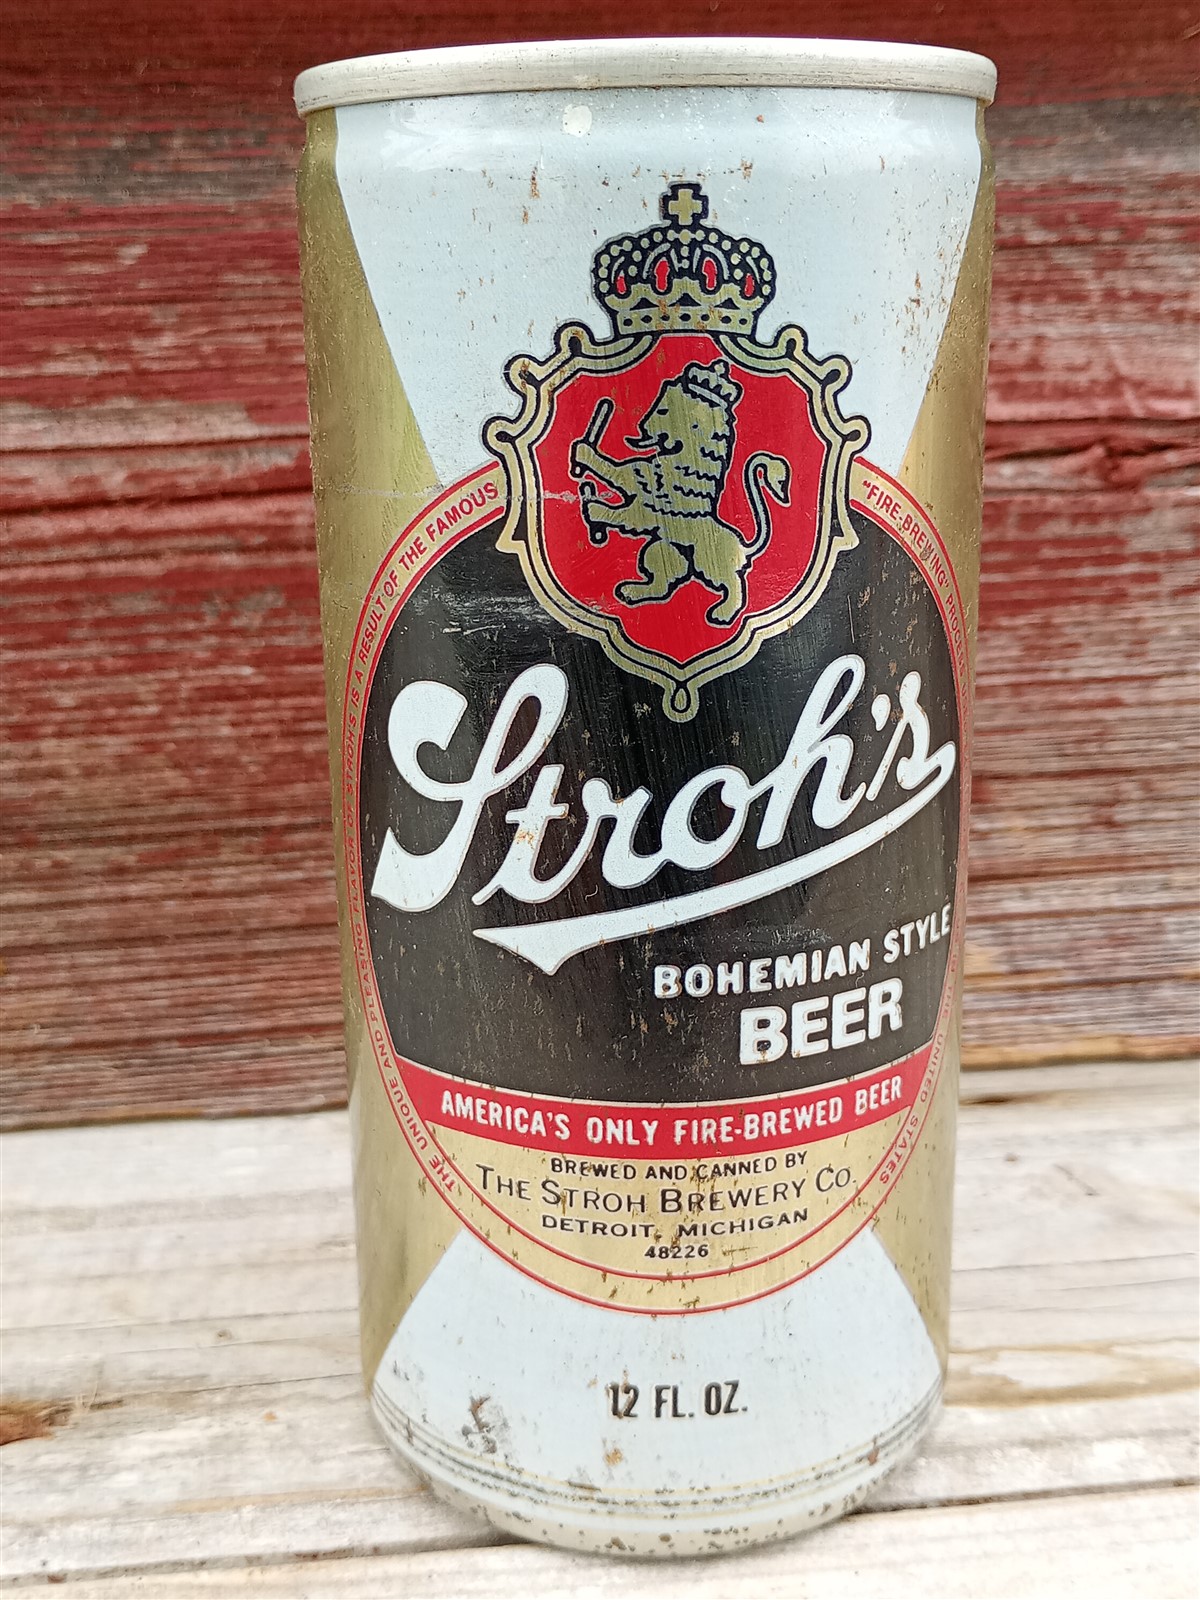 THE UNIQUE AND PLEASING FLAVOR OF STROH'S IS A RESULT OF THE FAMOUS
"FIRE-BREWING" PROCESS
THE UNITED STATES
Stroh's
BOHEMIAN STYLE
BEER
AMERICA'S ONLY FIRE-BREWED BEER
BREWED AND CANNED BY
THE STROH BREWERY CO.
DETROIT, MICHIGAN
48226
12 FL. OZ.